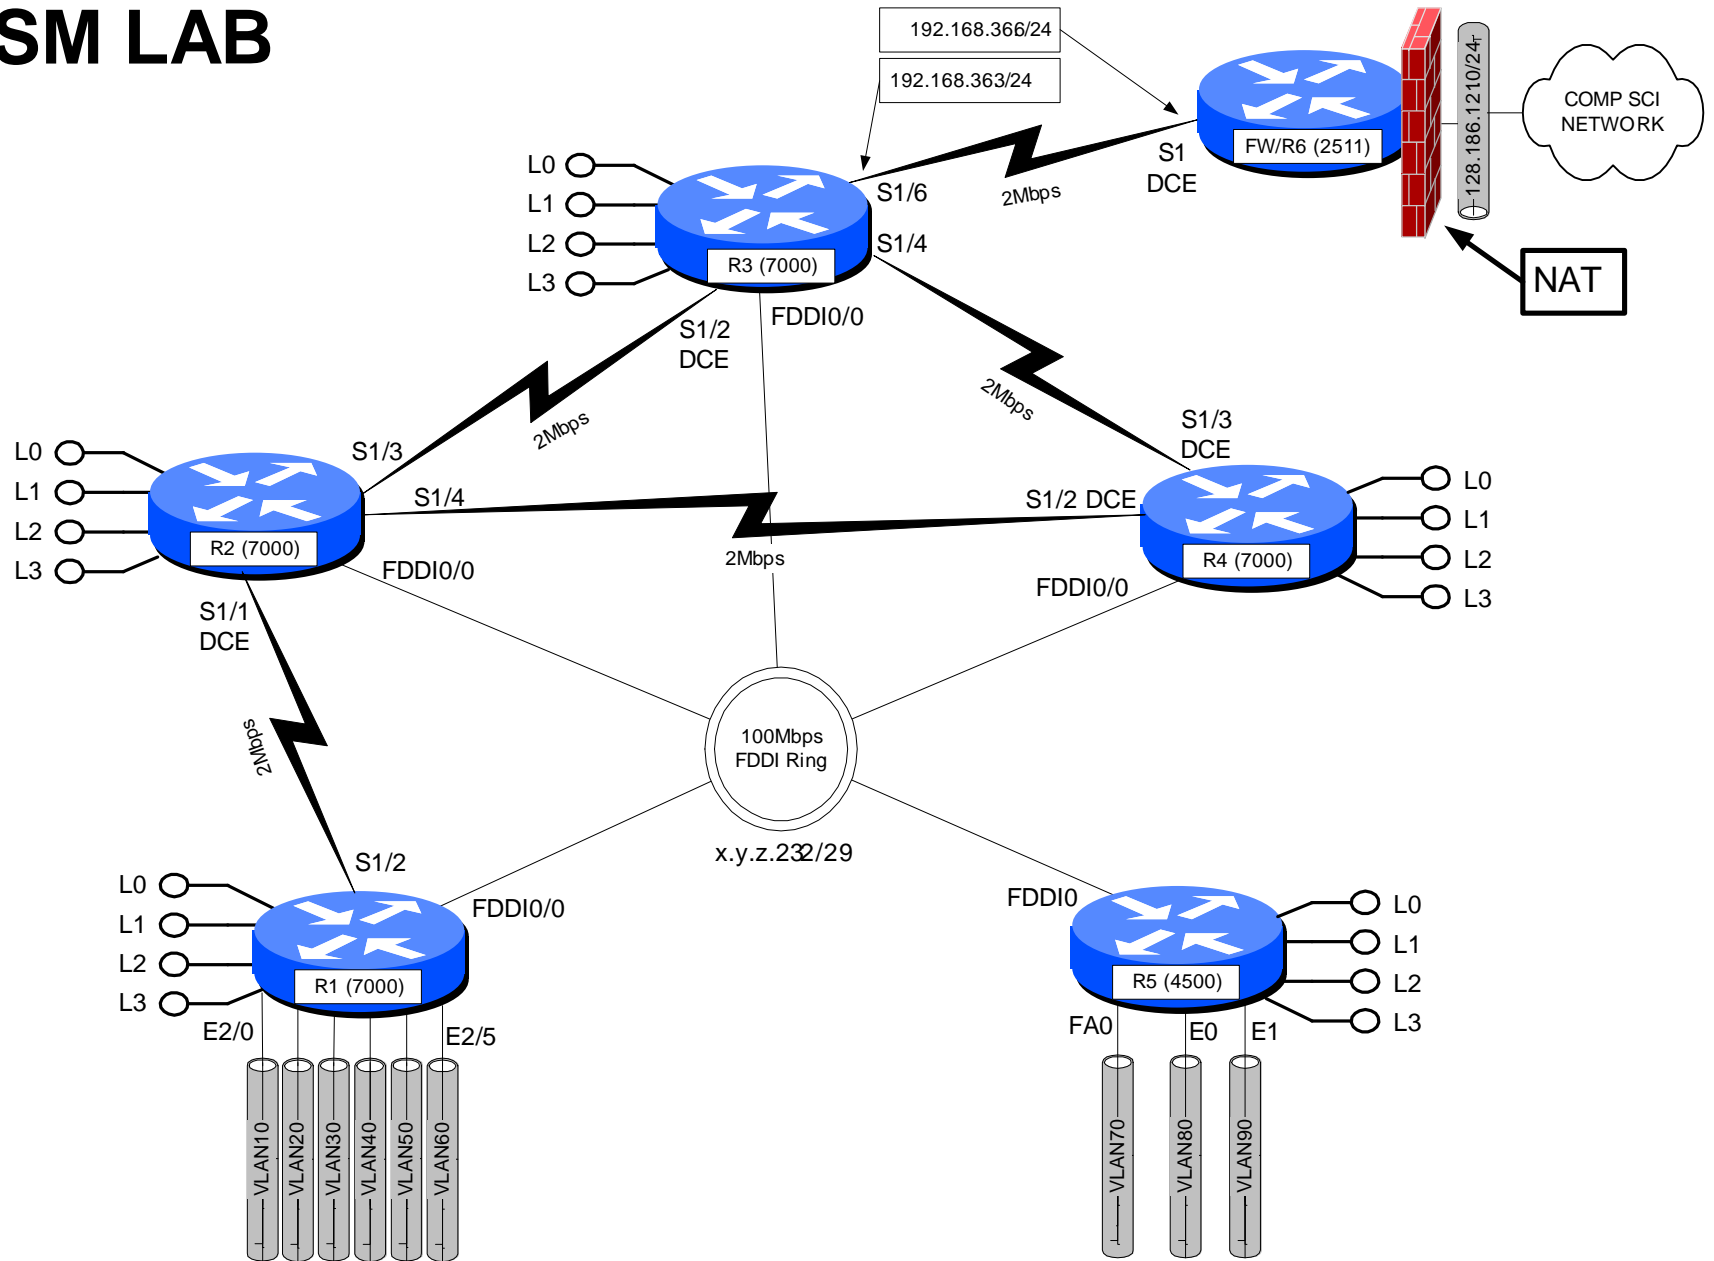 SM LAB
192.168.366/24
192.168.363/24
128.186.1210/24
COMP SCI
NETWORK
FW/R6 (2511)
S1
DCE
2Mbps
NAT
L0
L1
L2
L3
S1/6
S1/4
R3 (7000)
S1/2
DCE
FDDI0/0
2Mbps
2Mbps
S1/3
DCE
L0
L1
L2
L3
S1/3
S1/4
R2 (7000)
FDDI0/0
S1/1
DCE
2Mbps
S1/2 DCE
R4 (7000)
FDDI0/0
L0
L1
L2
L3
2Mbps
100Mbps
FDDI Ring
x.y.z.232/29
S1/2
L0
L1
L2
L3
FDDI0/0
R1 (7000)
E2/0
E2/5
VLAN10
VLAN20
VLAN30
VLAN40
VLAN50
VLAN60
FDDI0
R5 (4500)
L0
L1
L2
L3
FA0
E0
E1
VLAN70
VLAN80
VLAN90